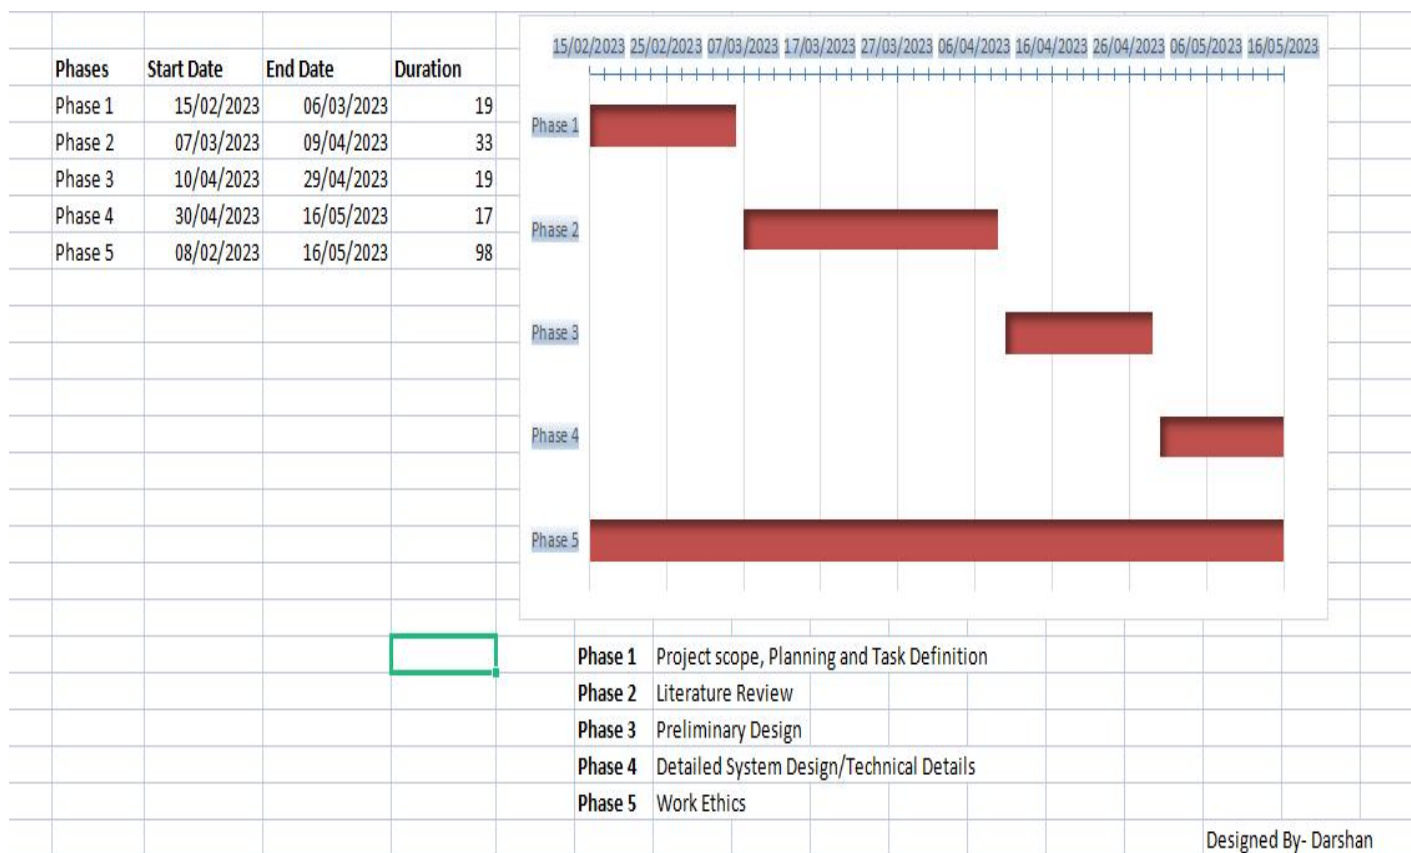 Phases Start Date End Date Duration
Phase 1 15/02/2023 06/03/2023 19
Phase 2 07/03/2023 09/04/2023 33
Phase 3 10/04/2023 29/04/2023 19
Phase 4 30/04/2023 16/05/2023 17
Phase 5 08/02/2023 16/05/2023 98
15/02/2023 25/02/2023 07/03/2023 17/03/2023 27/03/2023 06/04/2023 16/04/2023 26/04/2023 06/05/2023 16/05/2023
Phase 1
Phase 2
Phase 3
Phase 4
Phase 5
Phase 1 Project scope, Planning and Task Definition
Phase 2 Literature Review
Phase 3 Preliminary Design
Phase 4 Detailed System Design/Technical Details
Phase 5 Work Ethics
Designed By- Darshan